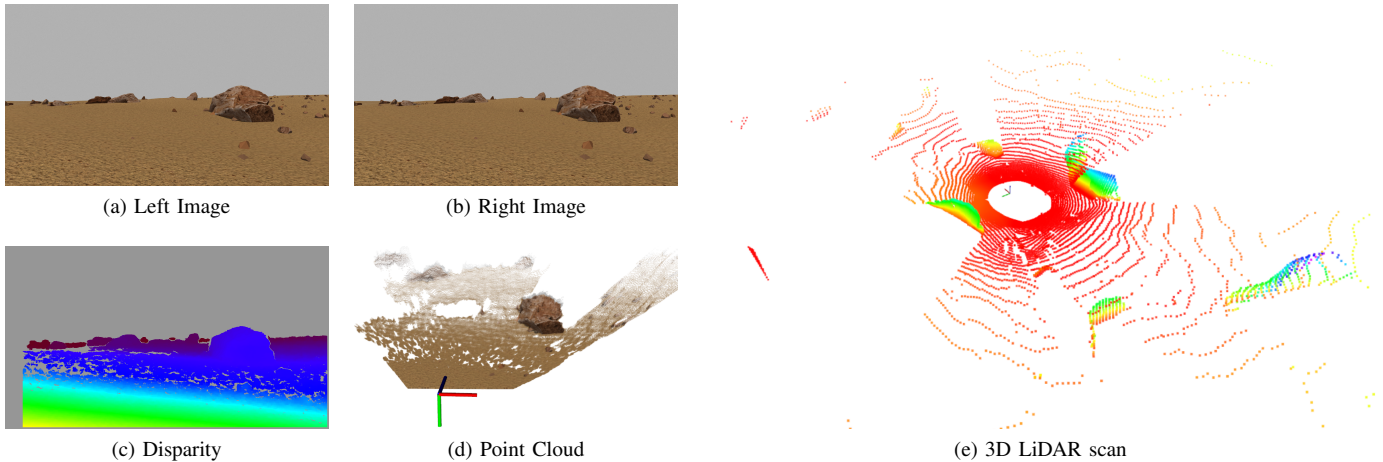 (a) Left Image
(b) Right Image
(c) Disparity
(d) Point Cloud
(e) 3D LiDAR scan